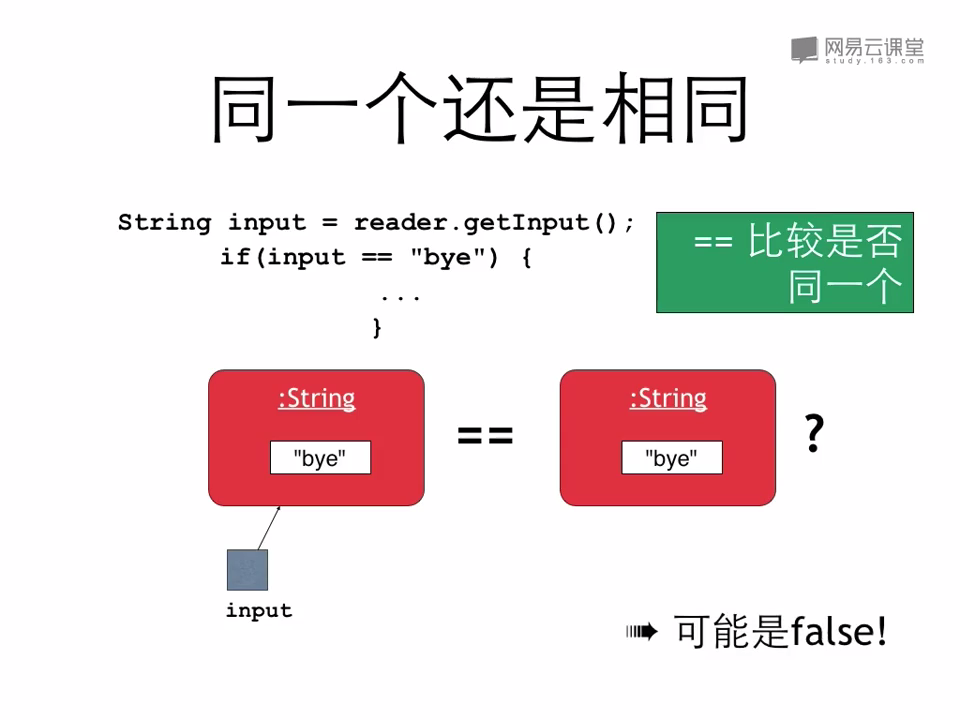 网易云课堂
study.163.com
同一个还是相同
String input = reader.getInput();
if(input == "bye") {
...
}
== 比较是否
同一个
:String
"bye"
==
:String
"bye"
?
input
➠ 可能是false!